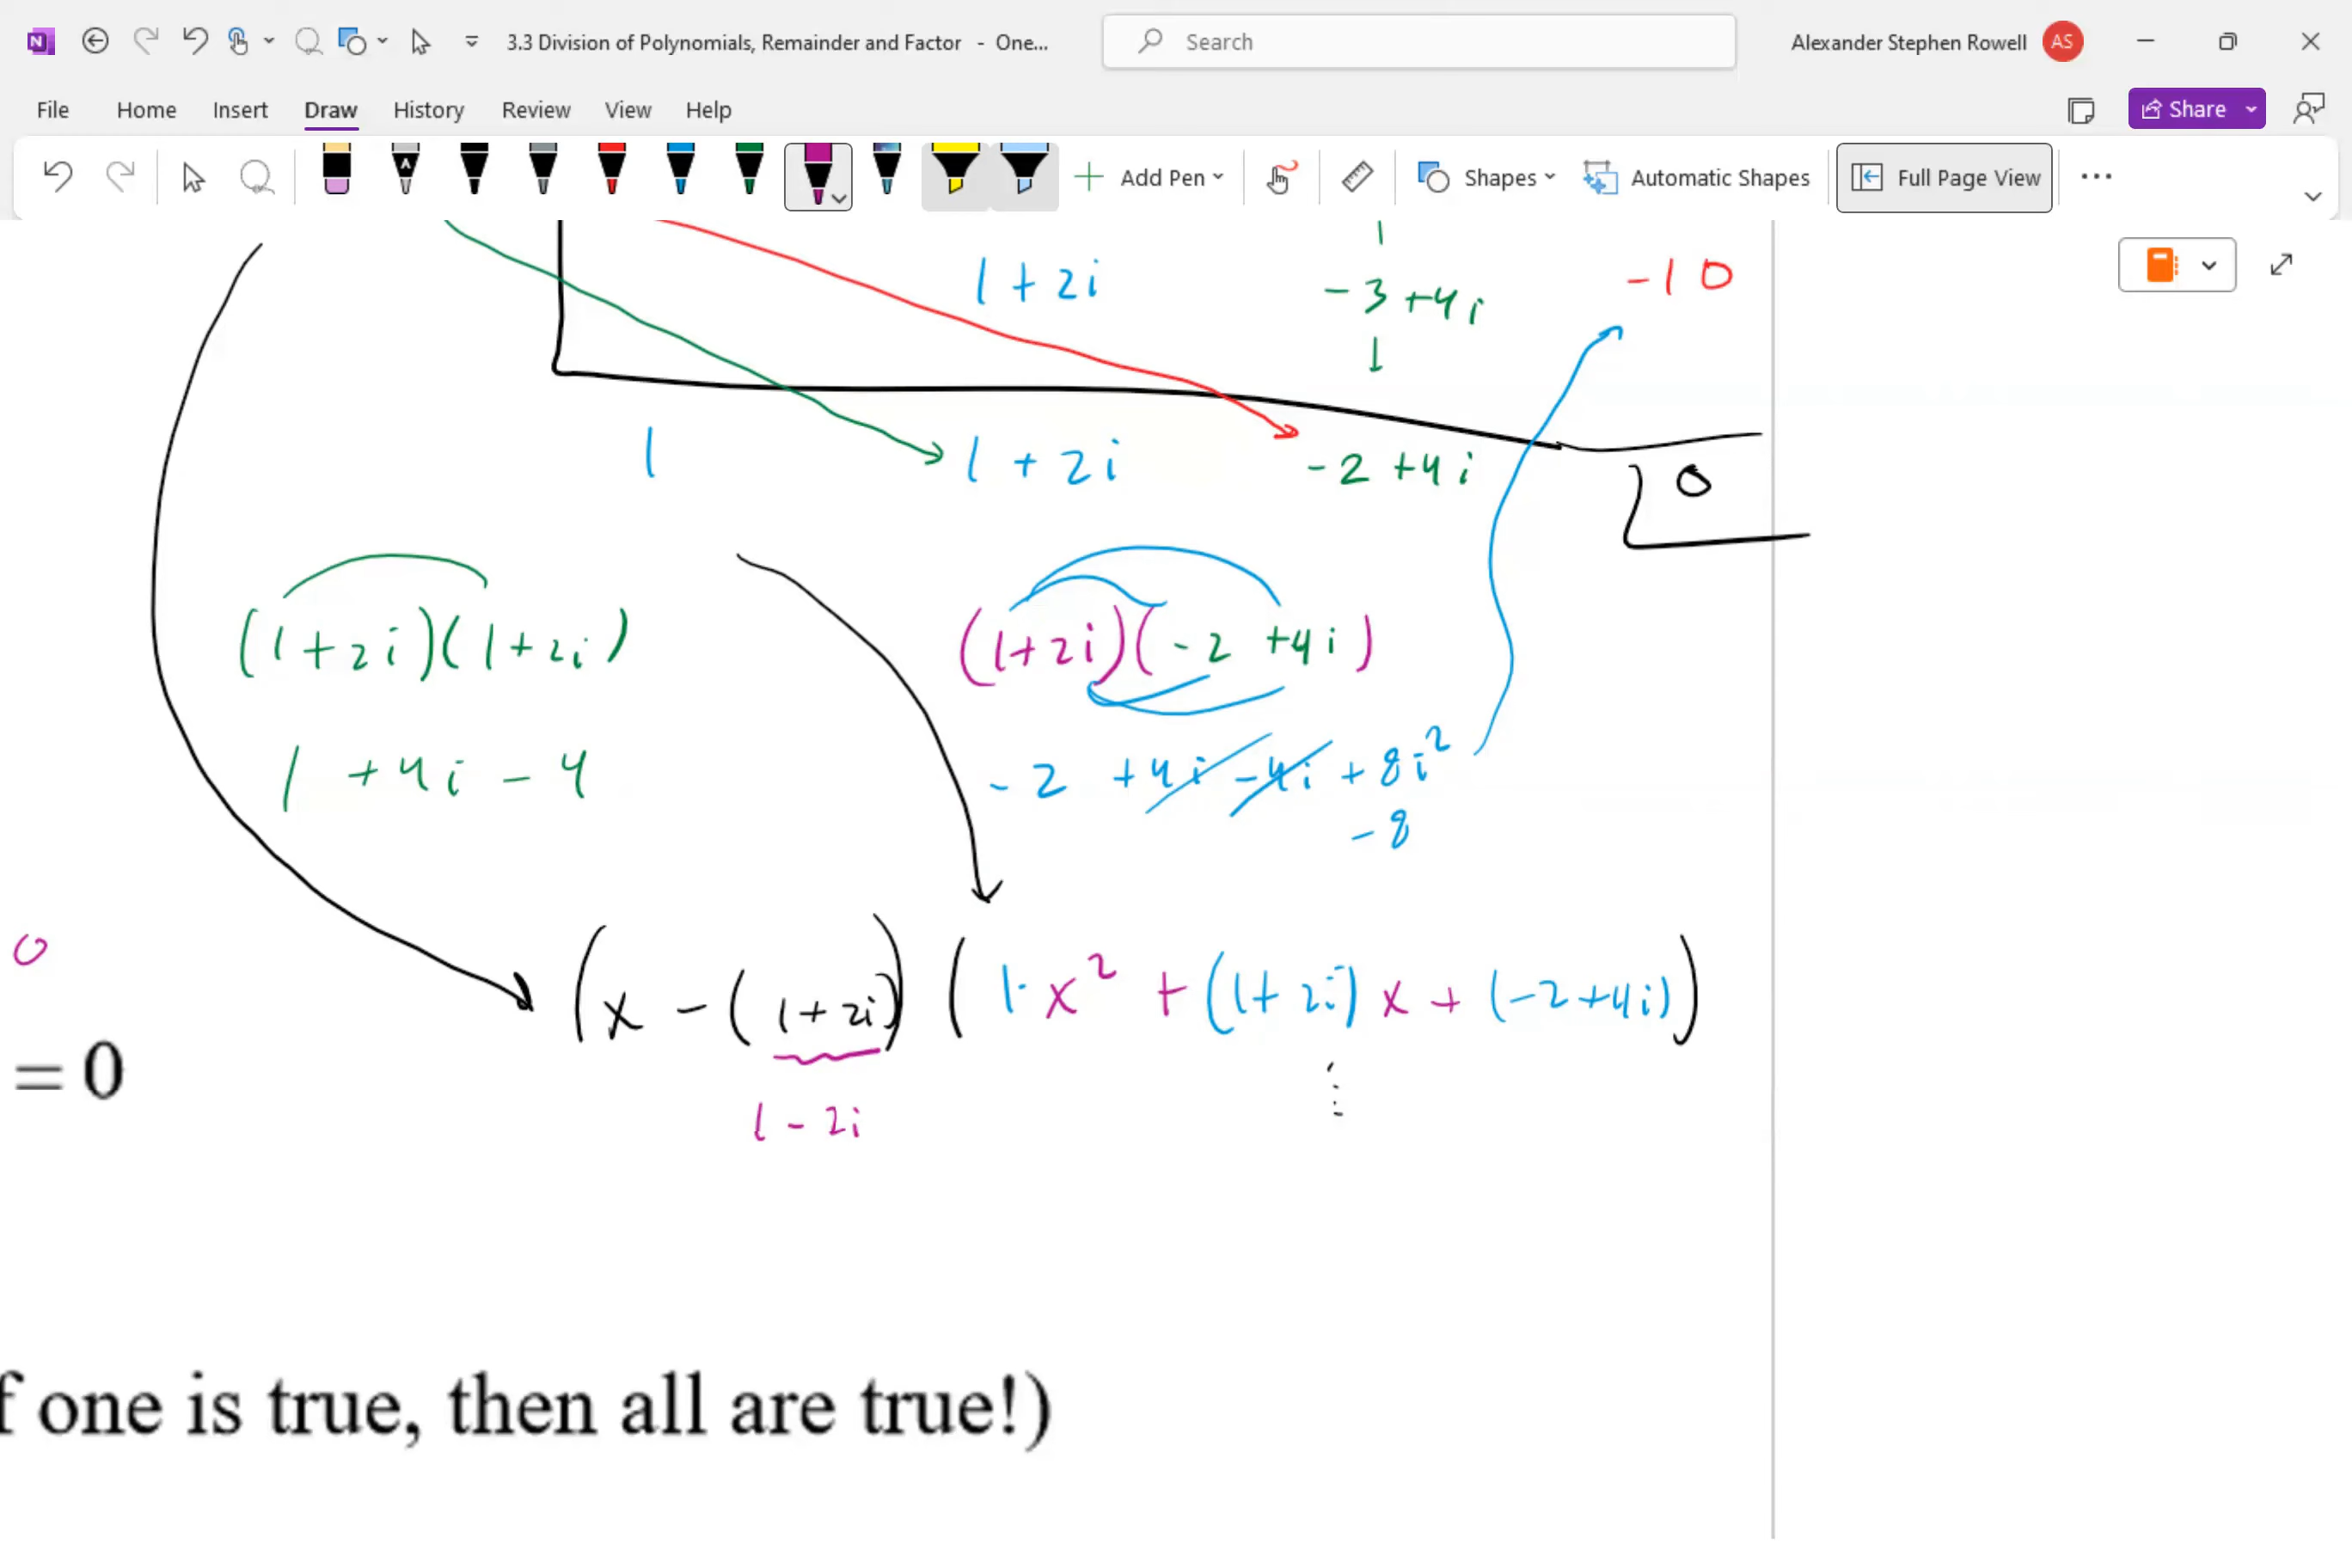 3.3 Division of Polynomials, Remainder and Factor - One...
Search
Alexander Stephen Rowell AS
File Home Insert Draw History Review View Help
Share
Add Pen Shapes Automatic Shapes Full Page View
1
1 + 2i -3 +4i -10
1
1 1 + 2i -2 +4i 0
(1+2i)(1+2i) (1+2i)(-2 +4i)
1 +4i -4 -2 +4i -4i +8i²
-8
0
(x - (1+2i)) (1·x² + (1+2i)x + (-2+4i))
= 0
⋮
1-2i
f one is true, then all are true!)